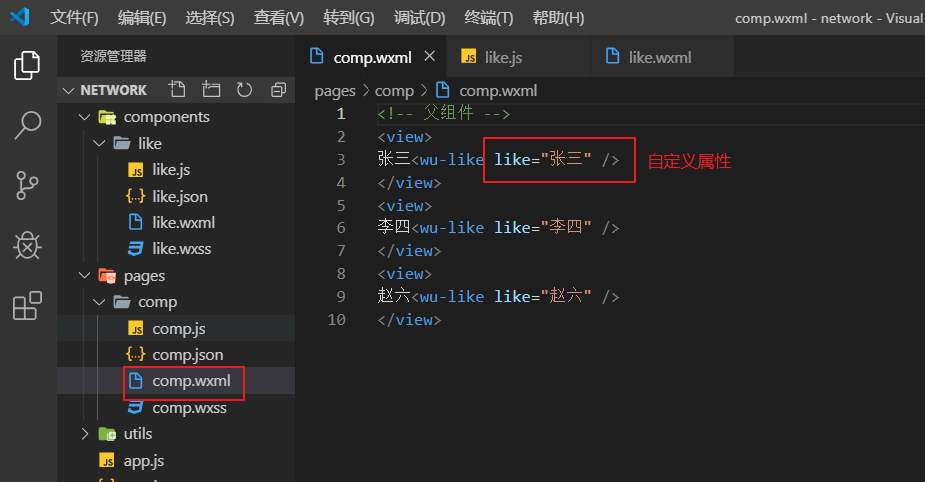 文件(F) 编辑(E) 选择(S) 查看(V) 转到(G) 调试(D) 终端(T) 帮助(H) comp.wxml - network - Visual
资源管理器
comp.wxml
JS like.js
like.wxml
NETWORK
components
like
JS like.js
{..} like.json
like.wxml
like.wxss
pages
comp
JS comp.js
{..} comp.json
comp.wxml
comp.wxss
utils
JS app.js
pages > comp > comp.wxml
1 <!-- 父组件 -->
2 <view>
3 张三<wu-like like="张三" /> 自定义属性
4 </view>
5 <view>
6 李四<wu-like like="李四" />
7 </view>
8 <view>
9 赵六<wu-like like="赵六" />
10 </view>